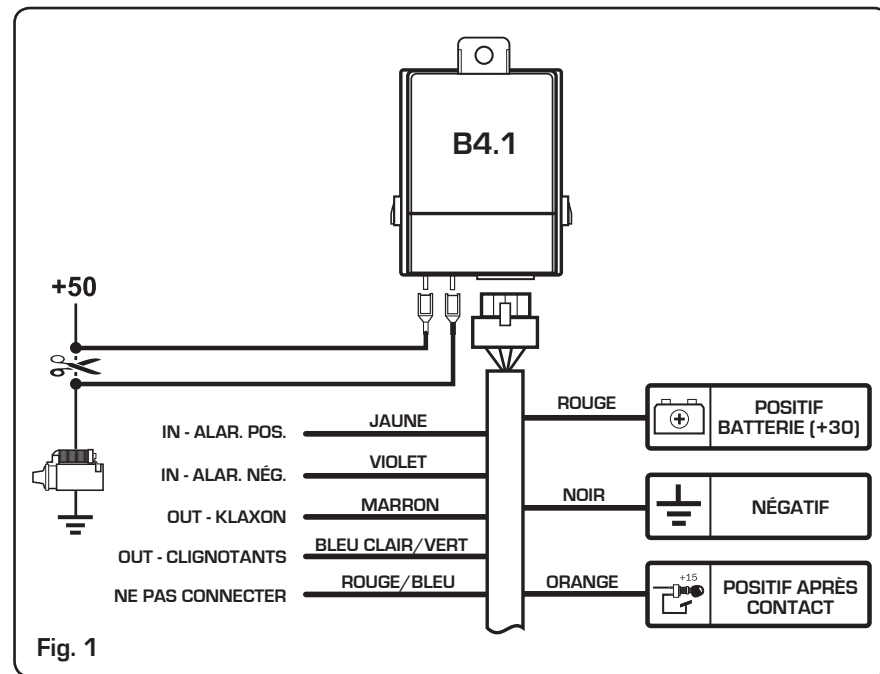 B4.1
+50
JAUNE
IN - ALAR. POS.
VIOLET
IN - ALAR. NÉG.
MARRON
OUT - KLAXON
BLEU CLAIR/VERT
OUT - CLIGNOTANTS
ROUGE/BLEU
NE PAS CONNECTER
ROUGE
POSITIF
BATTERIE (+30)
NOIR
NÉGATIF
ORANGE
+15
POSITIF APRÈS
CONTACT
Fig. 1